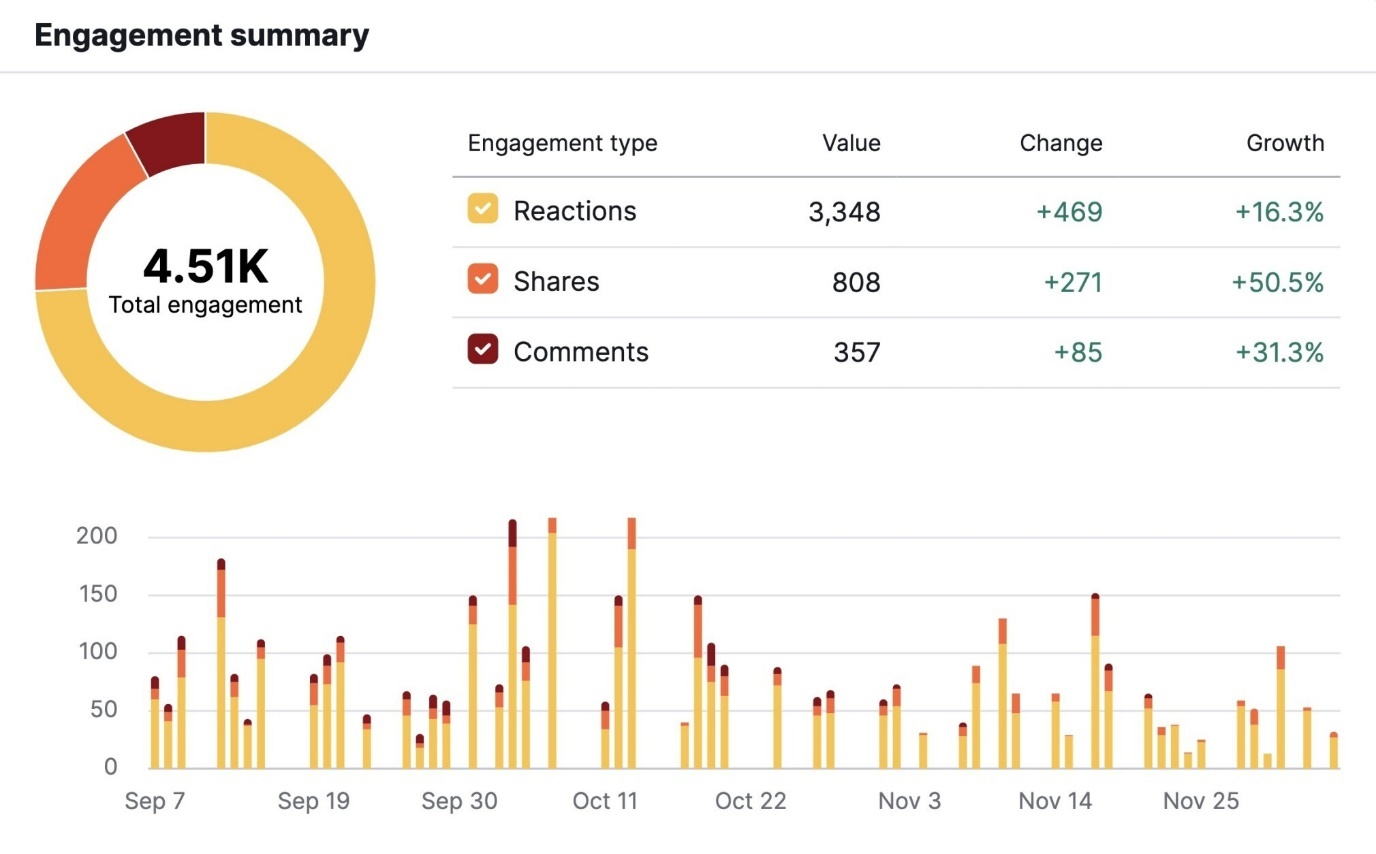 Engagement summary
4.51K
Total engagement
Engagement type Value Change Growth
Reactions 3,348 +469 +16.3%
Shares 808 +271 +50.5%
Comments 357 +85 +31.3%
200
150
100
50
0
Sep 7 Sep 19 Sep 30 Oct 11 Oct 22 Nov 3 Nov 14 Nov 25